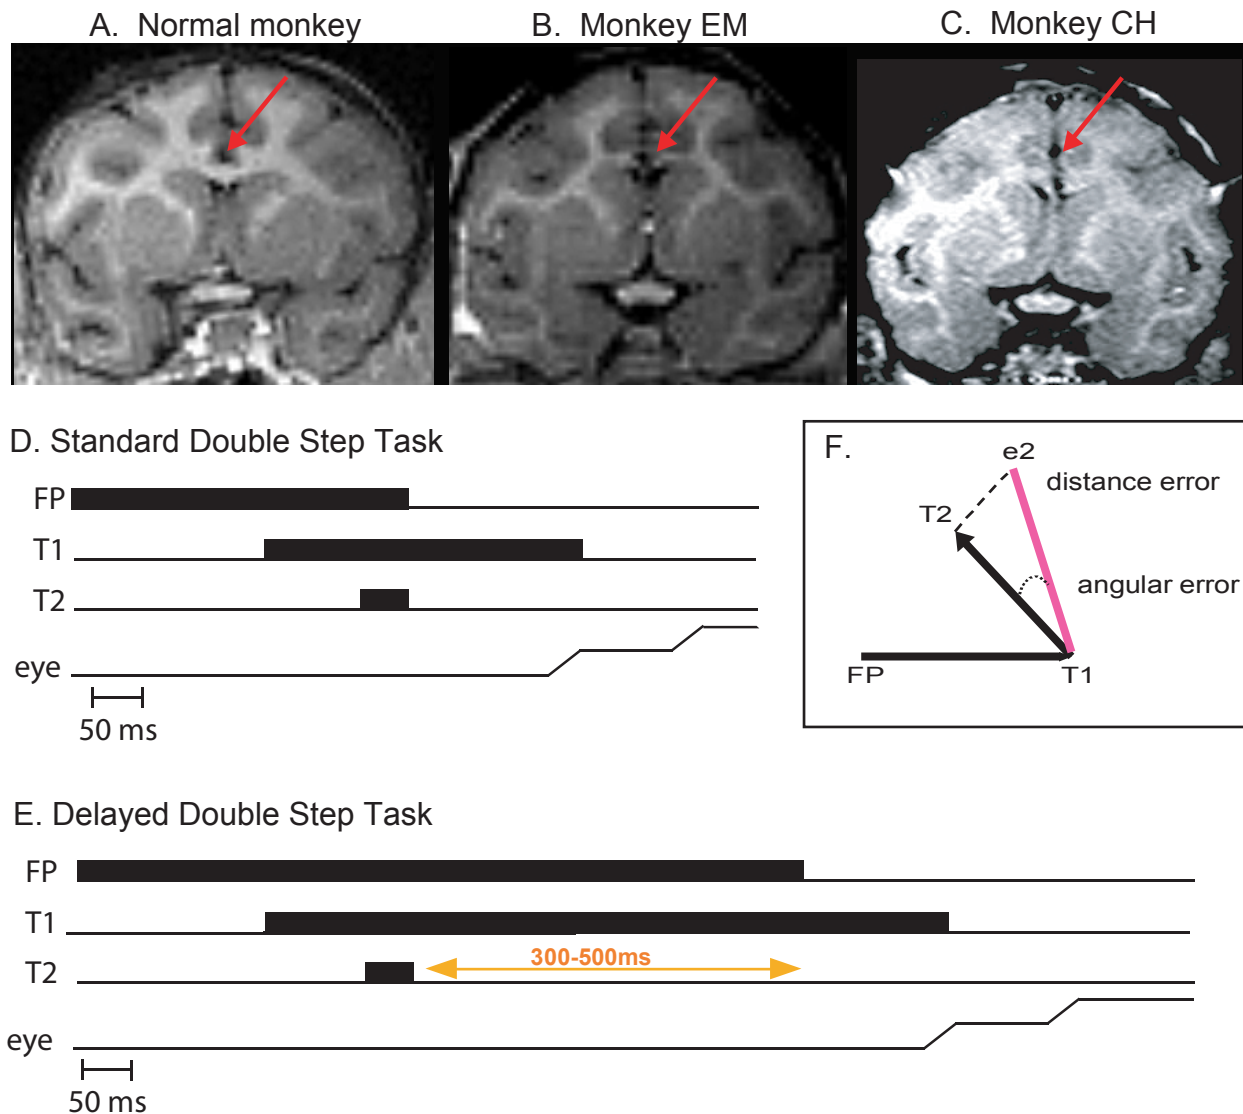 A. Normal monkey
B. Monkey EM
C. Monkey CH
D. Standard Double Step Task
FP
T1
T2
eye
50 ms
F.
e2
distance error
T2
angular error
FP
T1
E. Delayed Double Step Task
FP
T1
300-500ms
T2
eye
50 ms